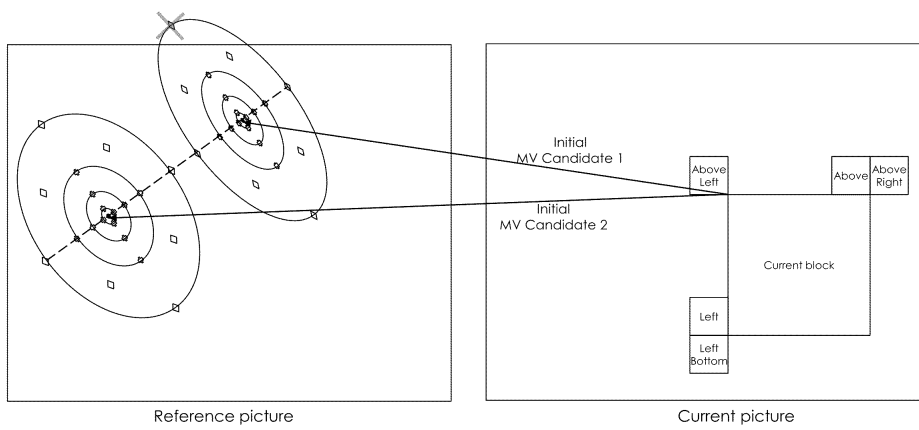 Initial
MV Candidate 1
Above
Left
Above
Above
Right
Initial
MV Candidate 2
Current block
Left
Left
Bottom
Reference picture
Current picture